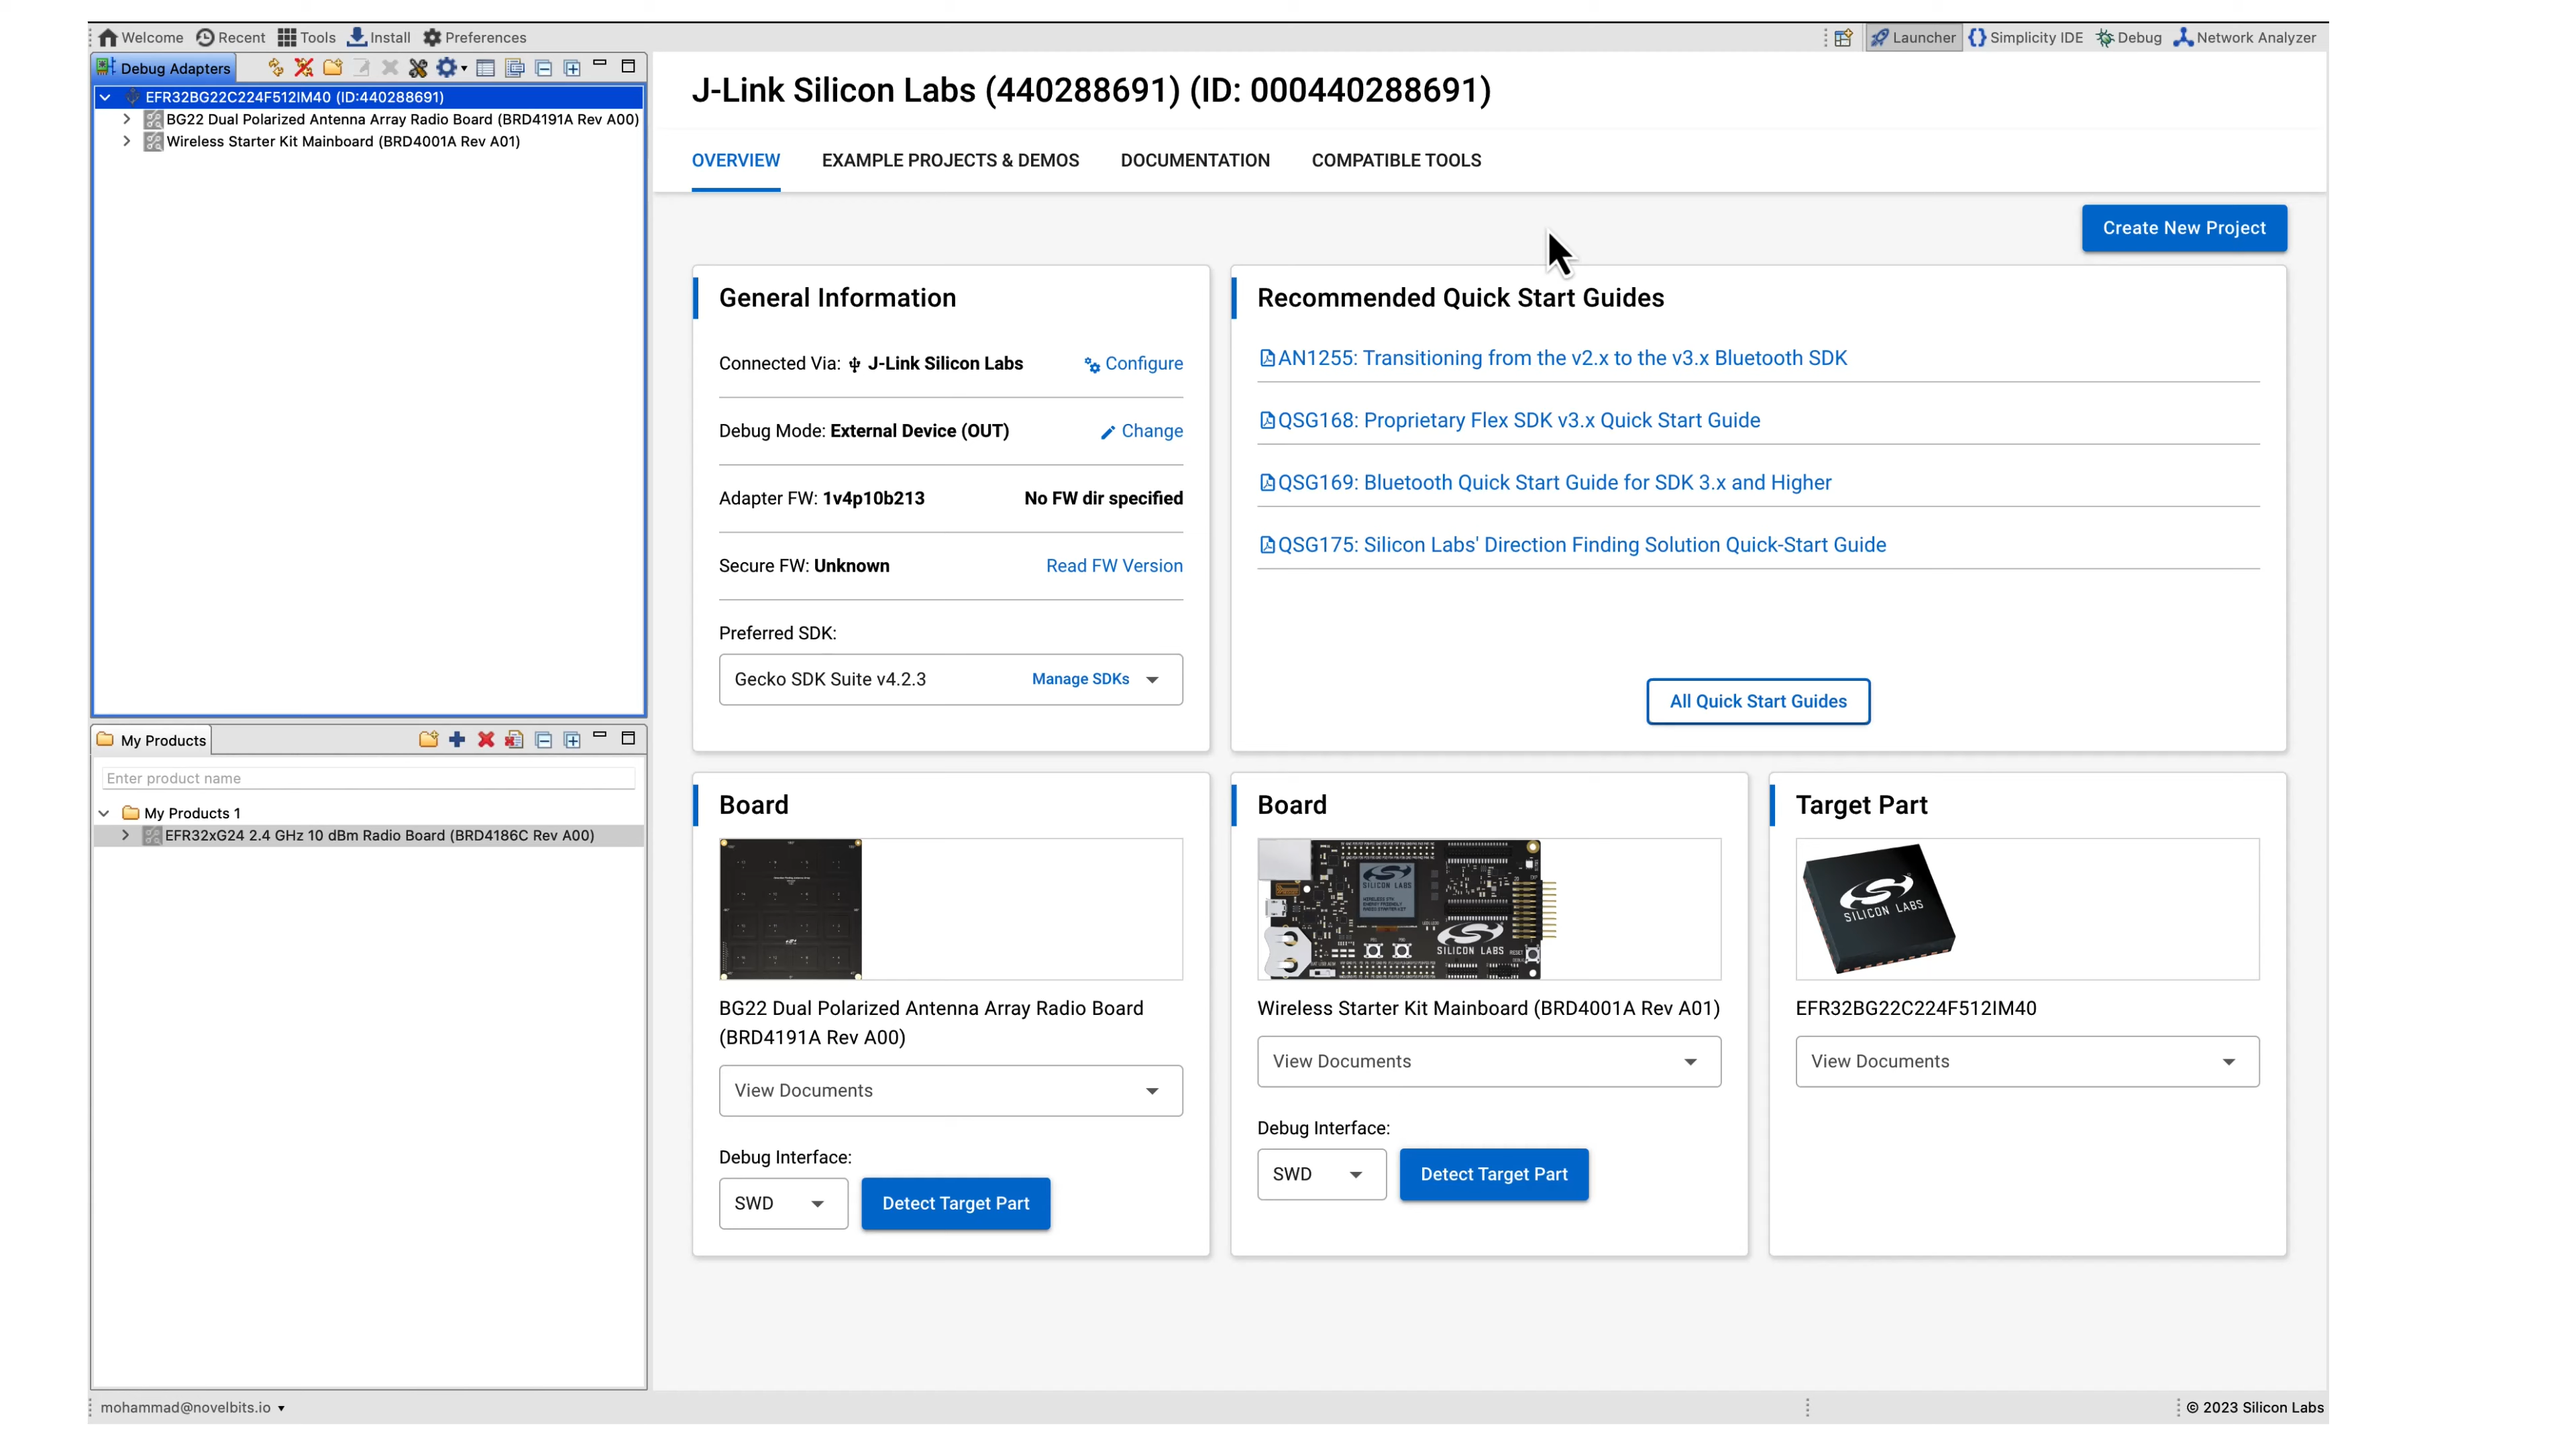 Welcome Recent Tools Install Preferences
Launcher Simplicity IDE Debug Network Analyzer
Debug Adapters
EFR32BG22C224F512IM40 (ID:440288691)
BG22 Dual Polarized Antenna Array Radio Board (BRD4191A Rev A00)
Wireless Starter Kit Mainboard (BRD4001A Rev A01)
My Products
Enter product name
My Products 1
EFR32xG24 2.4 GHz 10 dBm Radio Board (BRD4186C Rev A00)
J-Link Silicon Labs (440288691) (ID: 000440288691)
OVERVIEW EXAMPLE PROJECTS & DEMOS DOCUMENTATION COMPATIBLE TOOLS
Create New Project
General Information
Connected Via: J-Link Silicon Labs Configure
Debug Mode: External Device (OUT) Change
Adapter FW: 1v4p10b213 No FW dir specified
Secure FW: Unknown Read FW Version
Preferred SDK:
Gecko SDK Suite v4.2.3 Manage SDKs
Recommended Quick Start Guides
AN1255: Transitioning from the v2.x to the v3.x Bluetooth SDK
QSG168: Proprietary Flex SDK v3.x Quick Start Guide
QSG169: Bluetooth Quick Start Guide for SDK 3.x and Higher
QSG175: Silicon Labs' Direction Finding Solution Quick-Start Guide
All Quick Start Guides
Board
BG22 Dual Polarized Antenna Array Radio Board
(BRD4191A Rev A00)
View Documents
Debug Interface:
SWD Detect Target Part
Board
SILICON LABS
SILICON LABS
Wireless Starter Kit Mainboard (BRD4001A Rev A01)
View Documents
Debug Interface:
SWD Detect Target Part
Target Part
SILICON LABS
EFR32BG22C224F512IM40
View Documents
mohammad@novelbits.io
© 2023 Silicon Labs